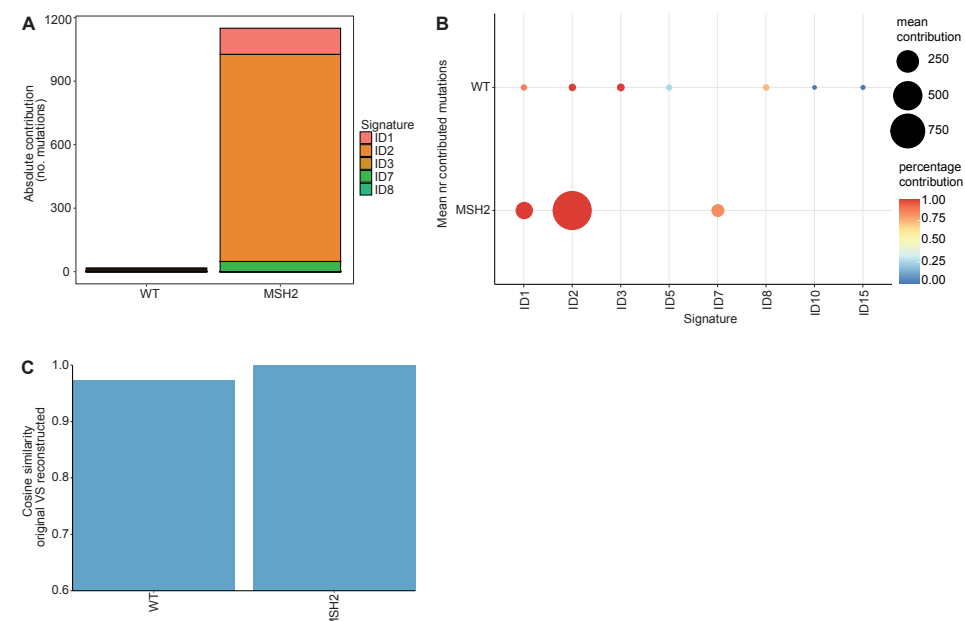 A
Absolute contribution
(no. mutations)
1200
900
600
300
0
WT
MSH2
Signature
ID1
ID2
ID3
ID7
ID8
B
Mean nr contributed mutations
WT
MSH2
ID1
ID2
ID3
ID5
ID7
ID8
ID10
ID15
Signature
mean
contribution
250
500
750
percentage
contribution
1.00
0.75
0.50
0.25
0.00
C
Cosine similarity
original VS reconstructed
1.0
0.9
0.8
0.7
0.6
WT
MSH2